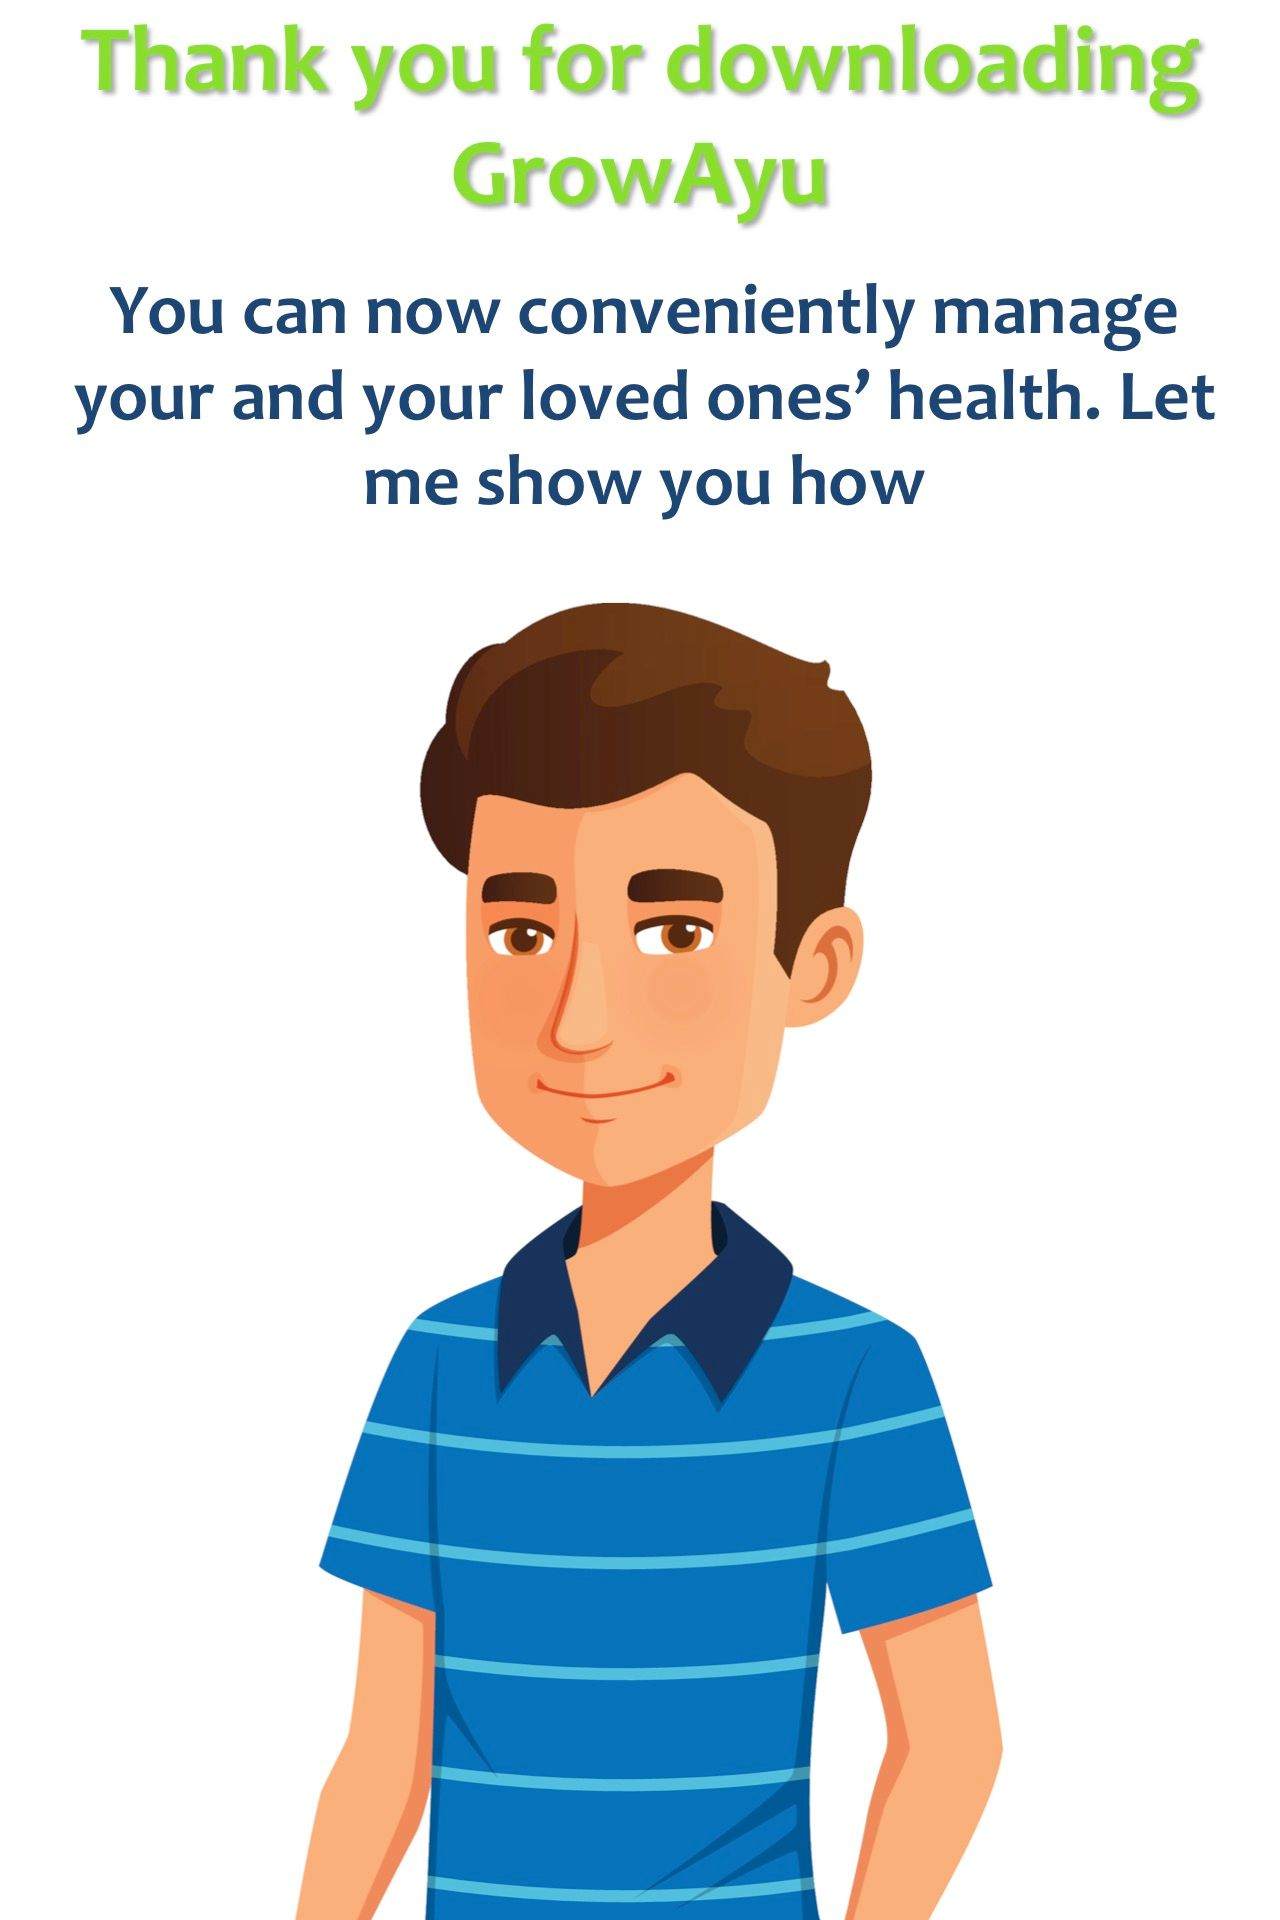 Thank you for downloading
GrowAyu
You can now conveniently manage
your and your loved ones’ health. Let
me show you how